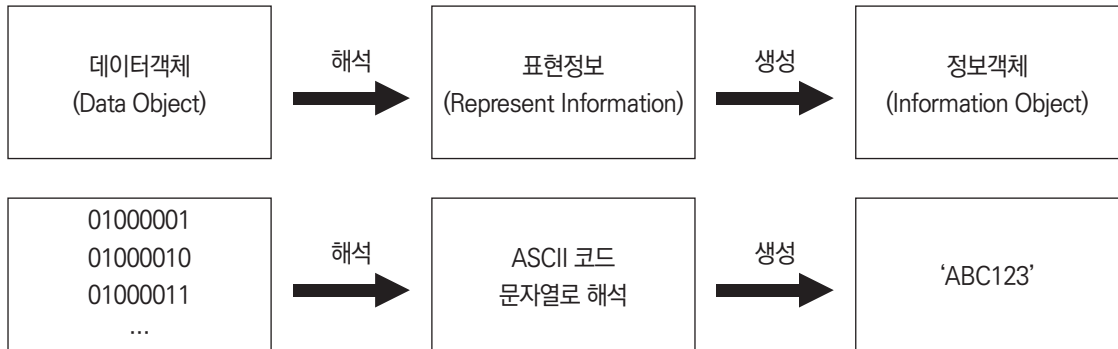 데이터객체
(Data Object)
해석
표현정보
(Represent Information)
생성
정보객체
(Information Object)
01000001
01000010
01000011
...
해석
ASCII 코드
문자열로 해석
생성
‘ABC123’